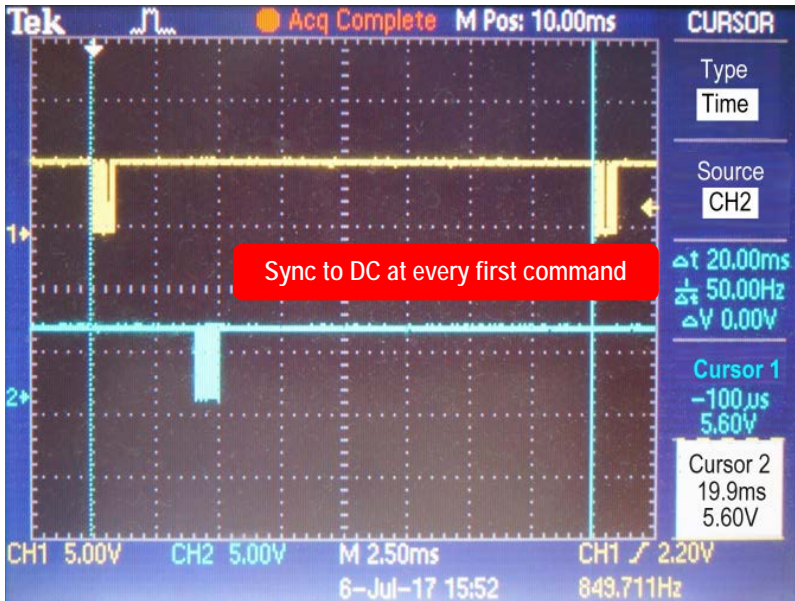 Tek Acq Complete M Pos: 10.00ms CURSOR
Type
Time
Source
CH2
1
Sync to DC at every first command
Δt 20.00ms
1/Δt 50.00Hz
ΔV 0.00V
Cursor 1
-100µs
5.60V
2
Cursor 2
19.9ms
5.60V
CH1 5.00V CH2 5.00V M 2.50ms CH1 / 2.20V
6-Jul-17 15:52 849.711Hz